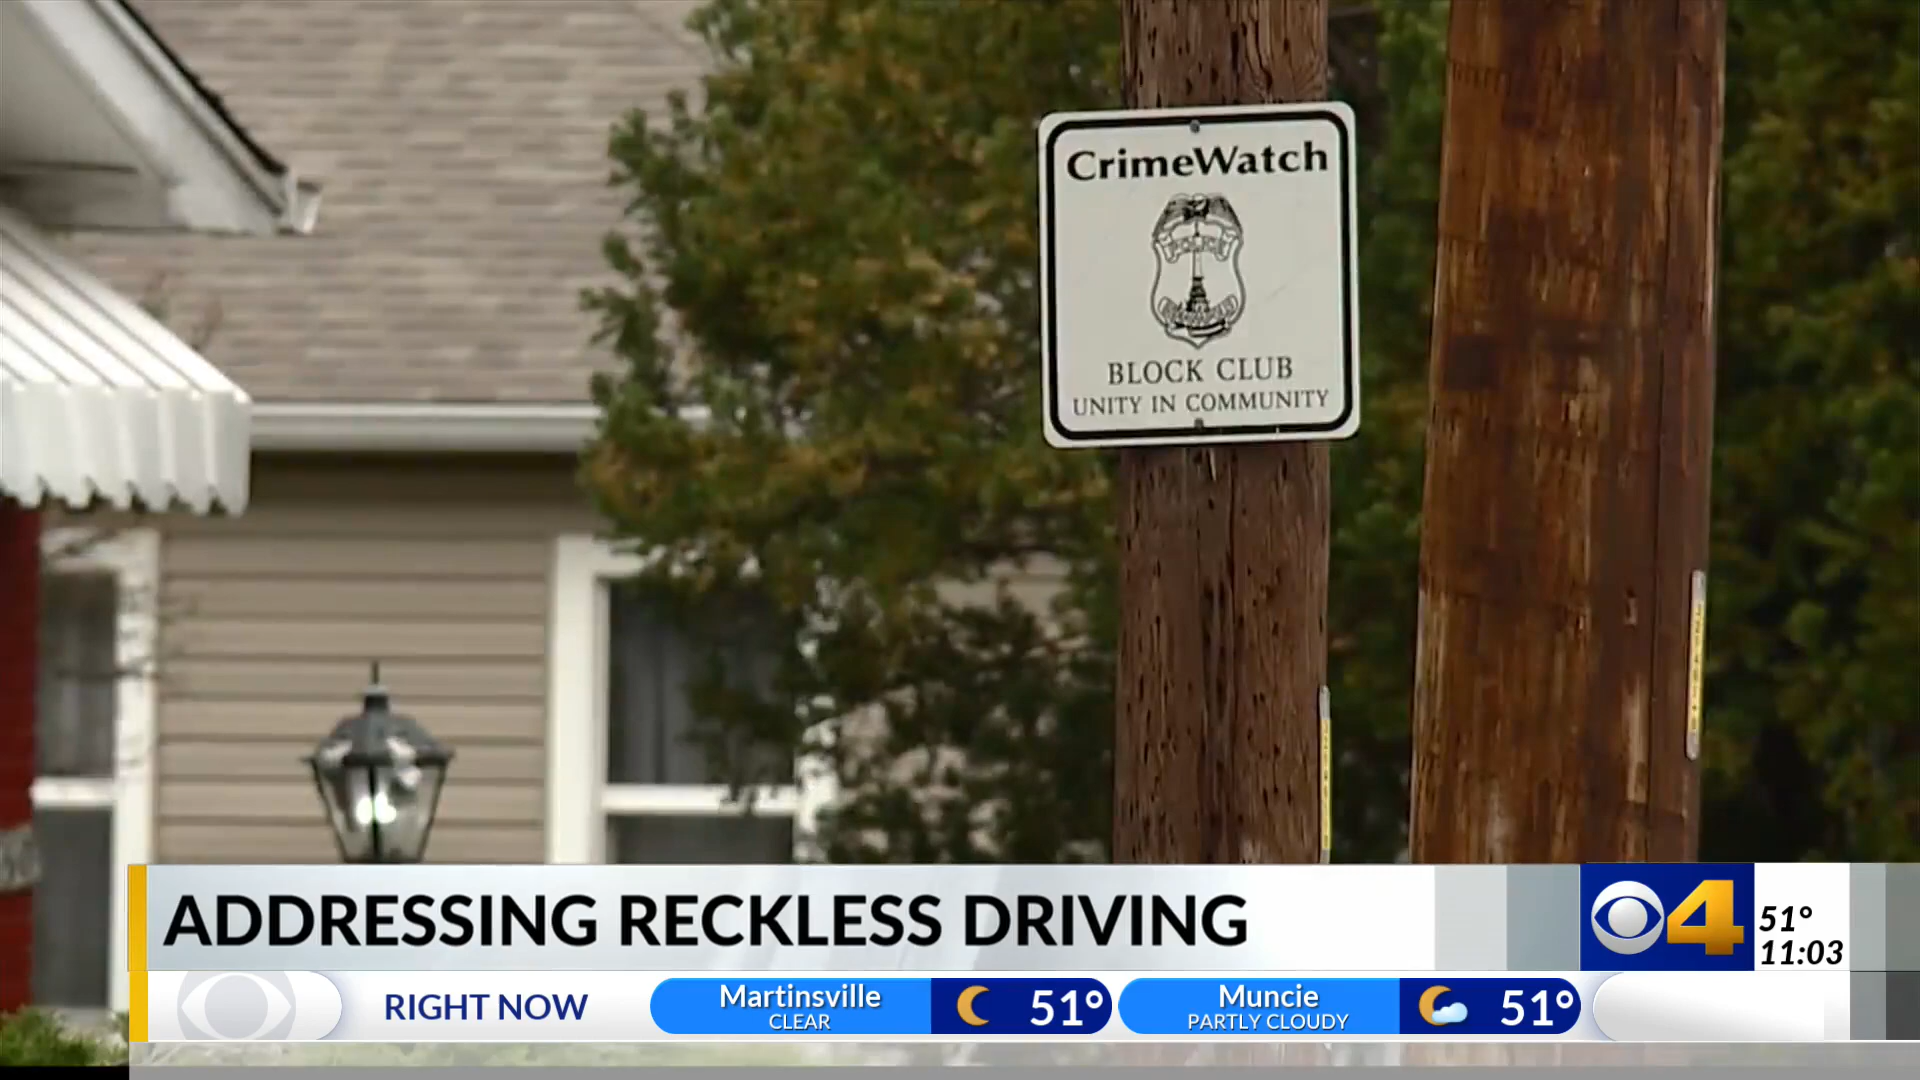 CrimeWatch
POLICE
BLOCK CLUB
UNITY IN COMMUNITY
ADDRESSING RECKLESS DRIVING
4
51°
11:03
RIGHT NOW
Martinsville
CLEAR
51°
Muncie
PARTLY CLOUDY
51°